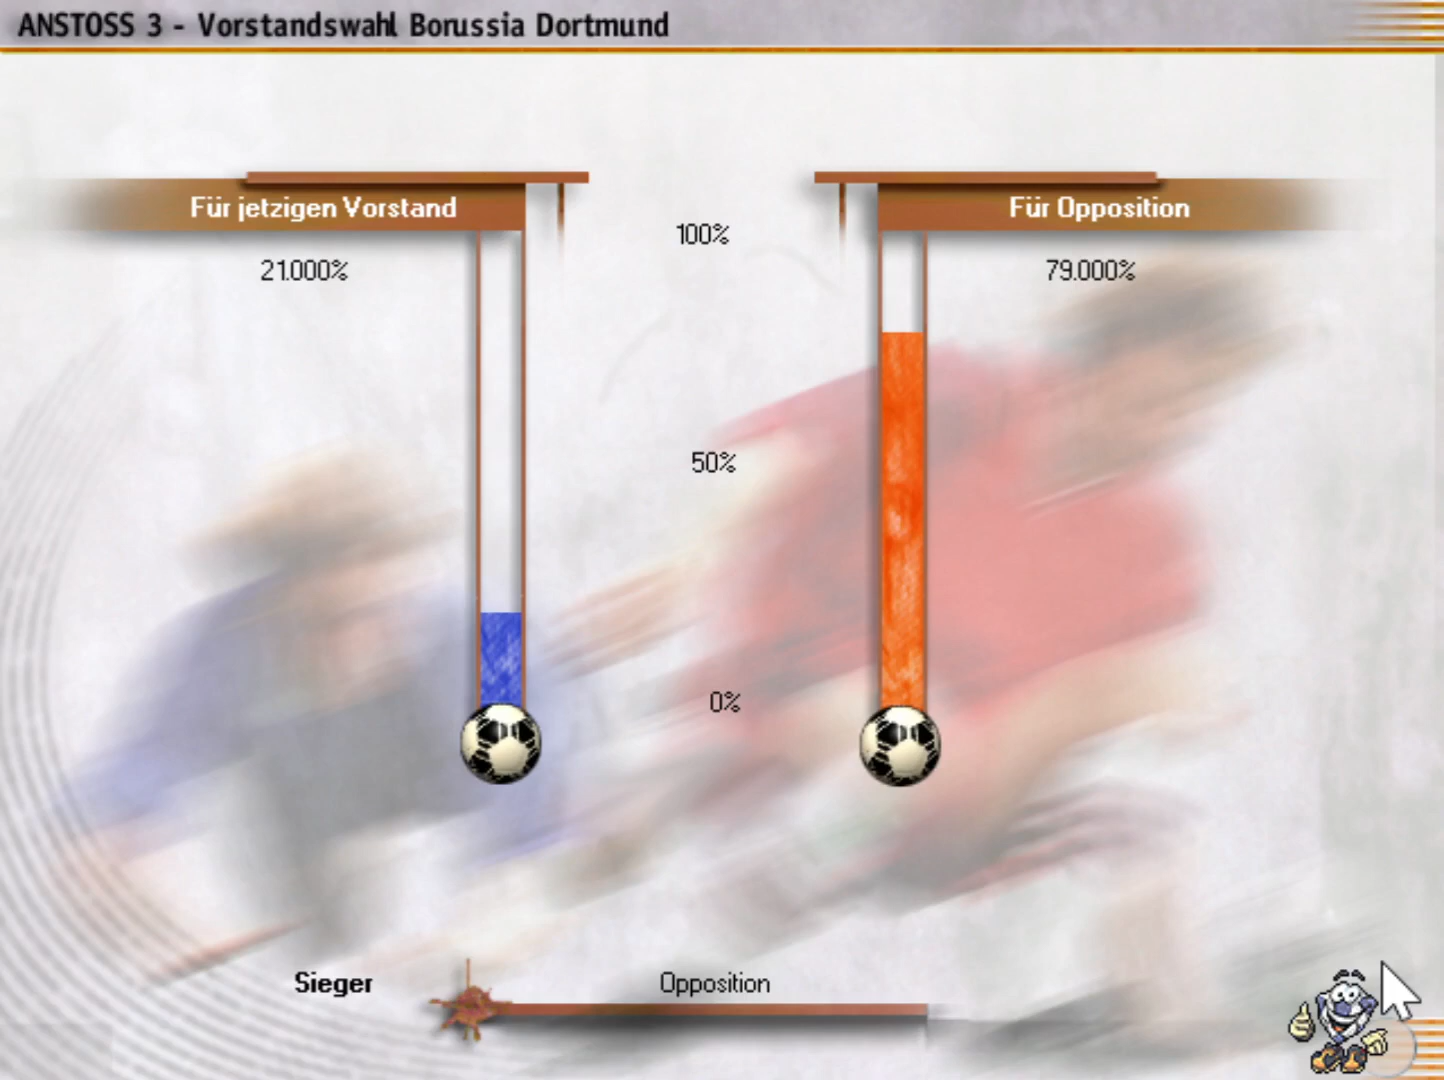 ANSTOSS 3 - Vorstandswahl Borussia Dortmund
Für jetzigen Vorstand
Für Opposition
100%
21.000%
79.000%
50%
0%
Sieger
Opposition